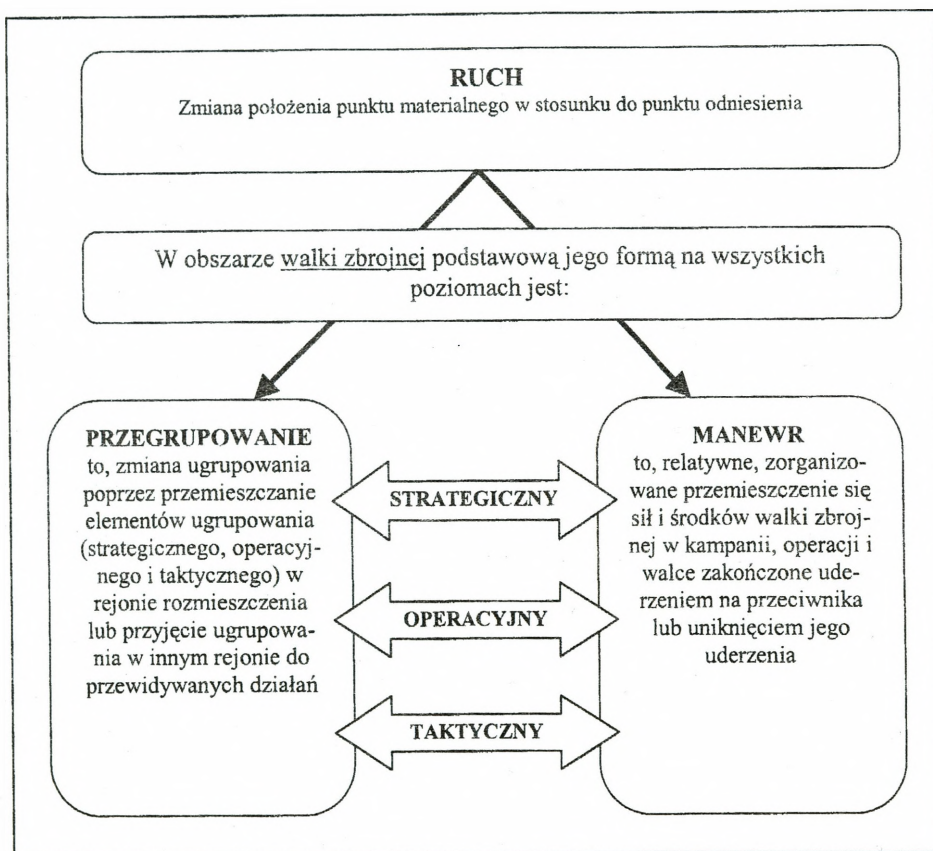 RUCH
Zmiana położenia punktu materialnego w stosunku do punktu odniesienia
W obszarze walki zbrojnej podstawową jego formą na wszystkich
poziomach jest:
PRZEGRUPOWANIE
to, zmiana ugrupowania
poprzez przemieszczanie
elementów ugrupowania
(strategicznego, operacyj-
nego i taktycznego) w
rejonie rozmieszczenia
lub przyjęcie ugrupowa-
nia w innym rejonie do
przewidywanych działań
STRATEGICZNY
OPERACYJNY
TAKTYCZNY
MANEWR
to, relatywne, zorganizo-
wane przemieszczenie się
sił i środków walki zbroj-
nej w kampanii, operacji i
walce zakończone ude-
rzeniem na przeciwnika
lub uniknięciem jego
uderzenia